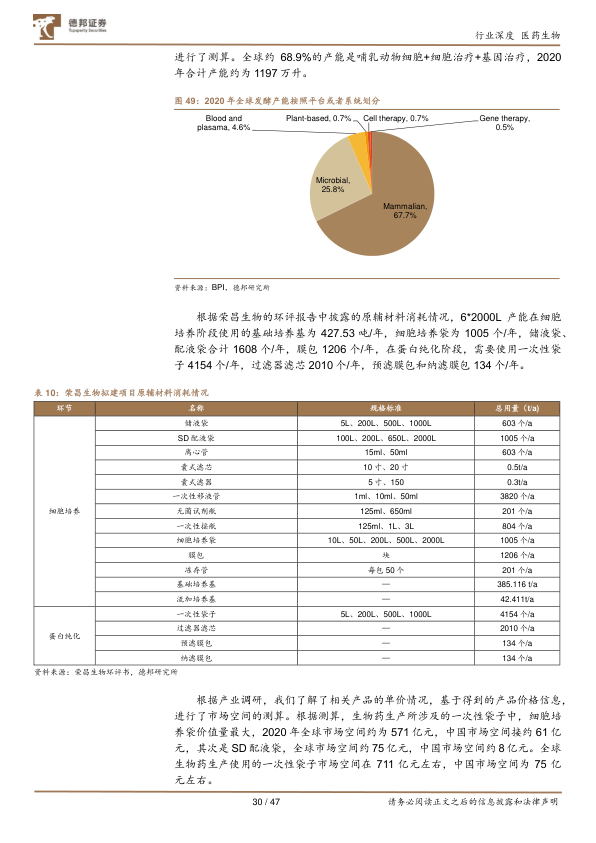 德邦证券
Topsperity Securities
行业深度 医药生物
进行了测算。全球约 68.9%的产能是哺乳动物细胞+细胞治疗+基因治疗，2020
年合计产能约为 1197 万升。
图 49：2020 年全球发酵产能按照平台或者系统划分
Blood and
plasama, 4.6%
Plant-based, 0.7%
Cell therapy, 0.7%
Gene therapy,
0.5%
Microbial,
25.8%
Mammalian,
67.7%
资料来源：BPI，德邦研究所
根据荣昌生物的环评报告中披露的原辅材料消耗情况，6*2000L 产能在细胞
培养阶段使用的基础培养基为 427.53 吨/年，细胞培养袋为 1005 个/年，储液袋、
配液袋合计 1608 个/年，膜包 1206 个/年，在蛋白纯化阶段，需要使用一次性袋
子 4154 个/年，过滤器滤芯 2010 个/年，预滤膜包和纳滤膜包 134 个/年。
表 10：荣昌生物拟建项目原辅材料消耗情况
环节 名称 规格标准 总用量（t/a）
细胞培养
储液袋 5L、200L、500L、1000L 603 个/a
SD 配液袋 100L、200L、650L、2000L 1005 个/a
离心管 15ml、50ml 603 个/a
囊式滤芯 10 寸、20 寸 0.5t/a
囊式滤器 5 寸、150 0.3t/a
一次性移液管 1ml、10ml、50ml 3820 个/a
无菌试剂瓶 125ml、650ml 201 个/a
一次性摇瓶 125ml、1L、3L 804 个/a
细胞培养袋 10L、50L、200L、500L、2000L 1005 个/a
膜包 块 1206 个/a
冻存管 每包 50 个 201 个/a
基础培养基 — 385.116 t/a
流加培养基 — 42.411t/a
蛋白纯化
一次性袋子 5L、200L、500L、1000L 4154 个/a
过滤器滤芯 — 2010 个/a
预滤膜包 — 134 个/a
纳滤膜包 — 134 个/a
资料来源：荣昌生物环评书，德邦研究所
根据产业调研，我们了解了相关产品的单价情况，基于得到的产品价格信息，
进行了市场空间的测算。根据测算，生物药生产所涉及的一次性袋子中，细胞培
养袋价值量最大，2020 年全球市场空间约为 571 亿元，中国市场空间接约 61 亿
元，其次是 SD 配液袋，全球市场空间约 75 亿元，中国市场空间约 8 亿元。全球
生物药生产使用的一次性袋子市场空间在 711 亿元左右，中国市场空间为 75 亿
元左右。
30 / 47
请务必阅读正文之后的信息披露和法律声明